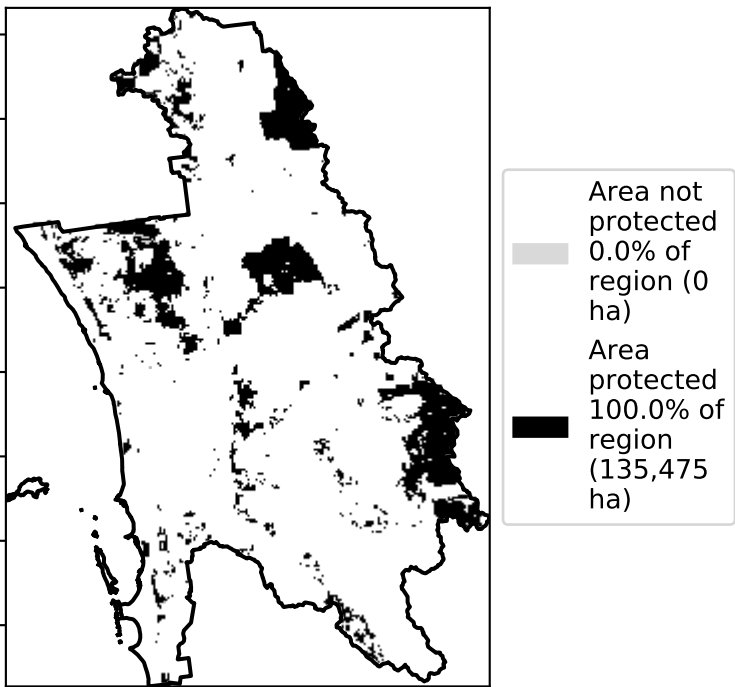 Area not
protected
0.0% of
region (0
ha)
Area
protected
100.0% of
region
(135,475
ha)